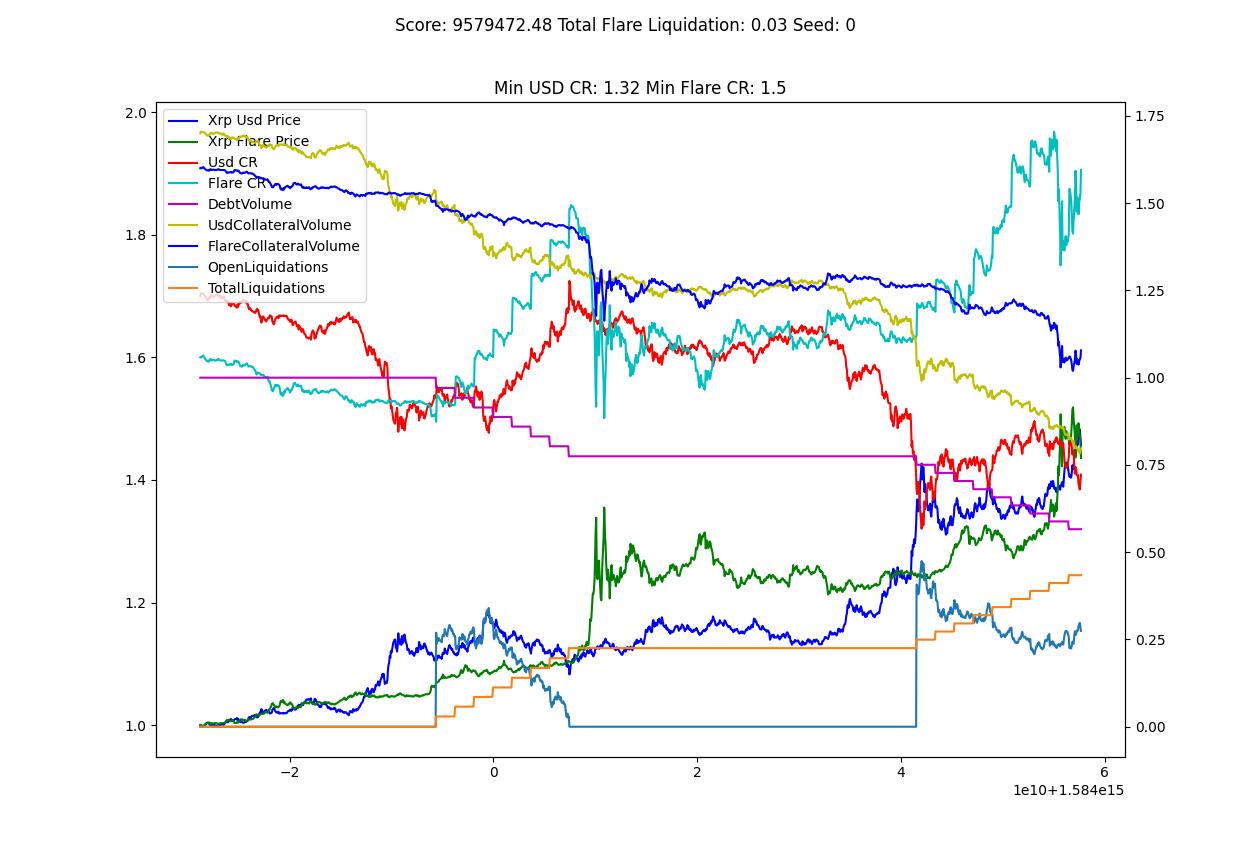 Score: 9579472.48 Total Flare Liquidation: 0.03 Seed: 0
Min USD CR: 1.32 Min Flare CR: 1.5
Xrp Usd Price
Xrp Flare Price
Usd CR
Flare CR
DebtVolume
UsdCollateralVolume
FlareCollateralVolume
OpenLiquidations
TotalLiquidations
2.0
1.8
1.6
1.4
1.2
1.0
1.75
1.50
1.25
1.00
0.75
0.50
0.25
0.00
−2 0 2 4 6
1e10+1.584e15